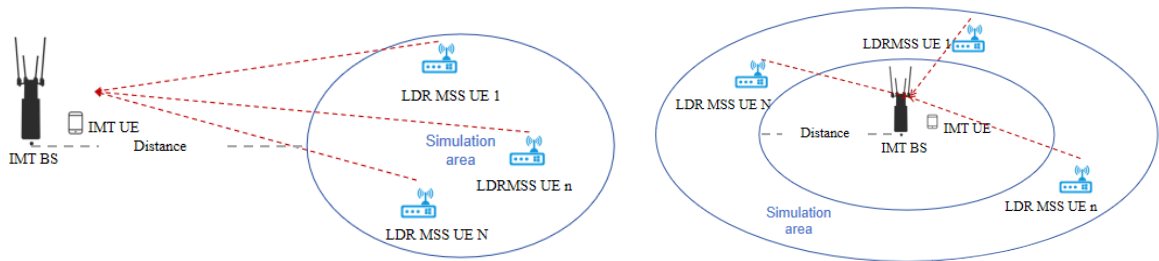 LDR MSS UE 1
IMT UE
IMT BS
Distance
Simulation
area
LDRMSS UE n
LDR MSS UE N
LDRMSS UE 1
LDR MSS UE N
IMT UE
Distance
IMT BS
LDR MSS UE n
Simulation
area